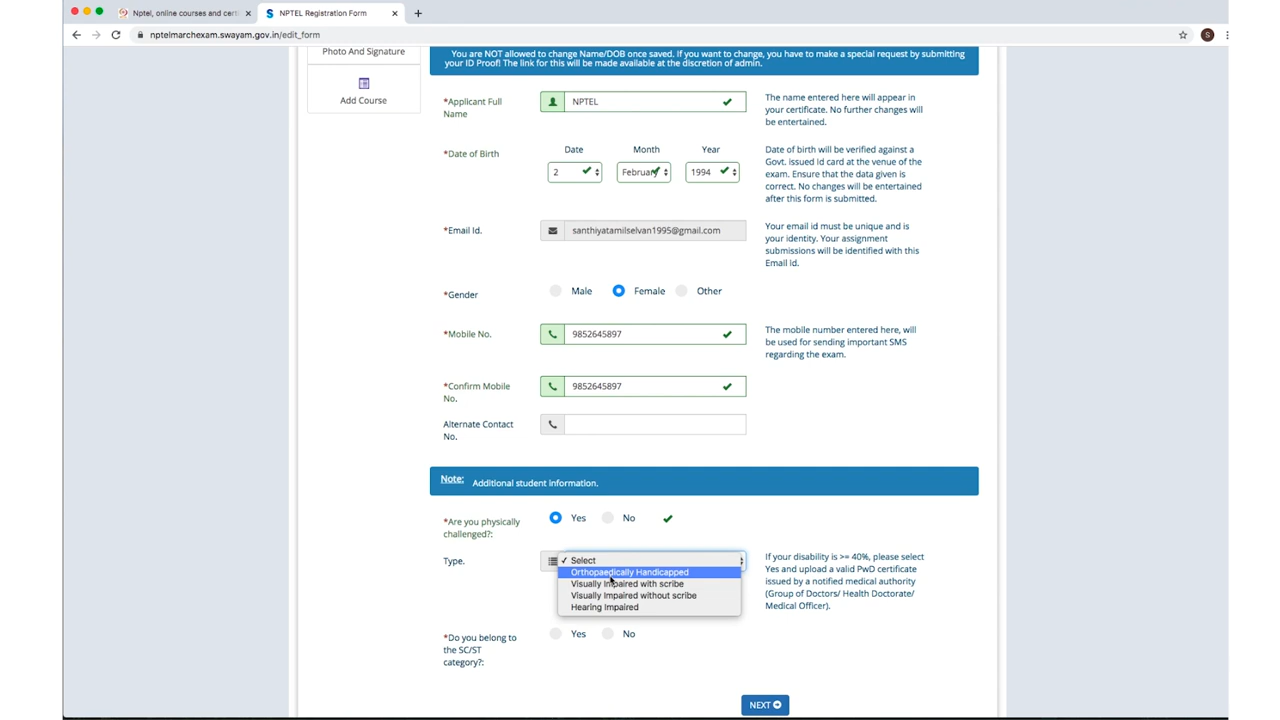 Nptel, online courses and certi
NPTEL Registration Form
nptelmarchexam.swayam.gov.in/edit_form
S
Photo And Signature
Add Course
You are NOT allowed to change Name/DOB once saved. If you want to change, you have to make a special request by submitting
your ID Proof! The link for this will be made available at the discretion of admin.
*Applicant Full
Name
NPTEL
The name entered here will appear in
your certificate. No further changes will
be entertained.
*Date of Birth
Date
Month
Year
2
February
1994
Date of birth will be verified against a
Govt. issued Id card at the venue of the
exam. Ensure that the data given is
correct. No changes will be entertained
after this form is submitted.
*Email Id.
santhiyatamilselvan1995@gmail.com
Your email id must be unique and is
your identity. Your assignment
submissions will be identified with this
Email Id.
*Gender
Male
Female
Other
*Mobile No.
9852645897
The mobile number entered here, will
be used for sending important SMS
regarding the exam.
*Confirm Mobile
No.
9852645897
Alternate Contact
No.
Note: Additional student information.
*Are you physically
challenged?:
Yes
No
Type.
Select
Orthopaedically Handicapped
Visually Impaired with scribe
Visually Impaired without scribe
Hearing Impaired
If your disability is >= 40%, please select
Yes and upload a valid PwD certificate
issued by a notified medical authority
(Group of Doctors/ Health Doctorate/
Medical Officer).
*Do you belong to
the SC/ST
category?:
Yes
No
NEXT